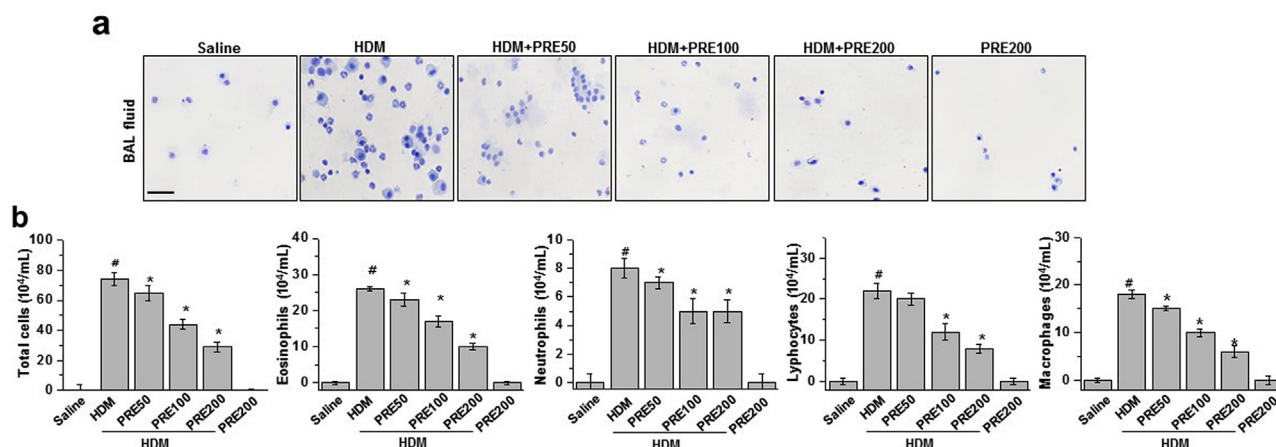 a
Saline HDM HDM+PRE50 HDM+PRE100 HDM+PRE200 PRE200
BAL fluid
b
Total cells (10⁴/mL)
100
80
60
40
20
0
# * * *
Saline HDM PRE50 PRE100 PRE200 PRE200
HDM
Eosinophils (10⁴/mL)
40
30
20
10
0
# * * *
Saline HDM PRE50 PRE100 PRE200 PRE200
HDM
Neutrophils (10⁴/mL)
10
8
6
4
2
0
# * * *
Saline HDM PRE50 PRE100 PRE200 PRE200
HDM
Lyphocytes (10⁴/mL)
30
20
10
0
# * *
Saline HDM PRE50 PRE100 PRE200 PRE200
HDM
Macrophages (10⁴/mL)
30
20
10
0
# * * *
Saline HDM PRE50 PRE100 PRE200 PRE200
HDM